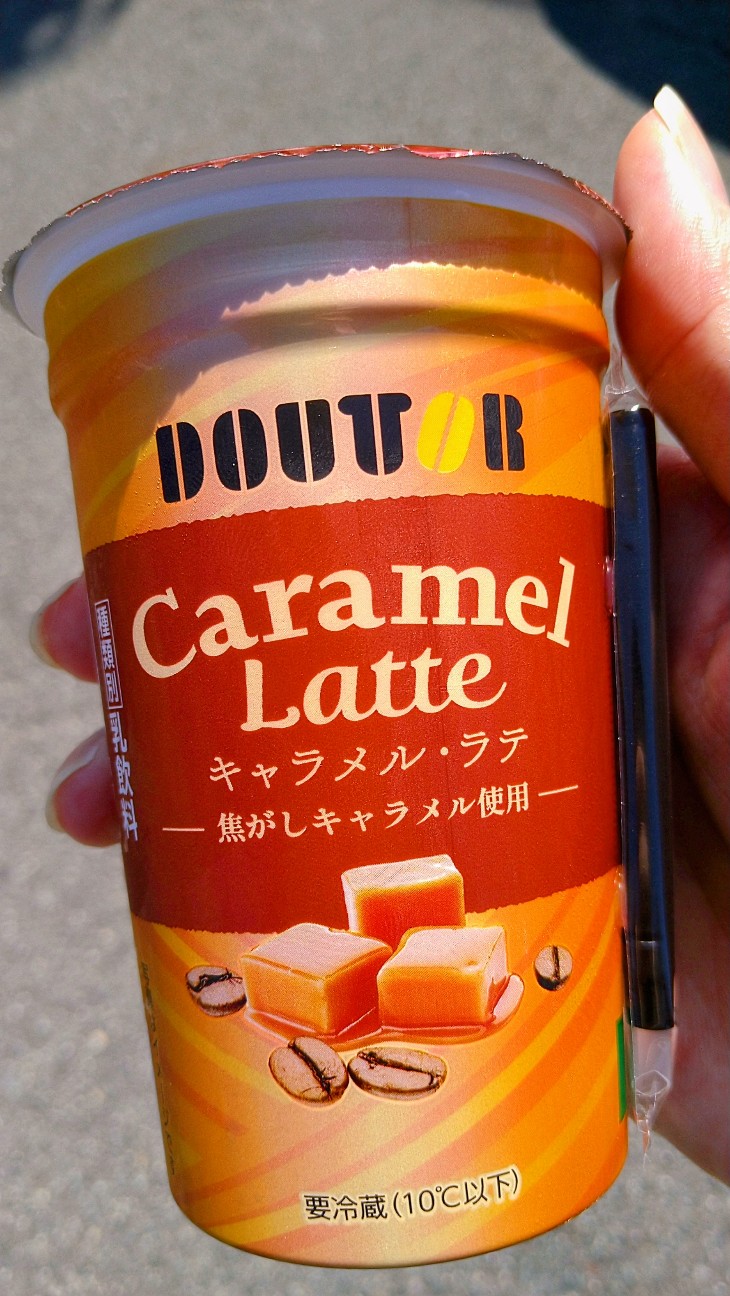 DOUTOR
Caramel
Latte
キャラメル・ラテ
焦がしキャラメル使用
種類別 乳飲料
要冷蔵(10℃以下)